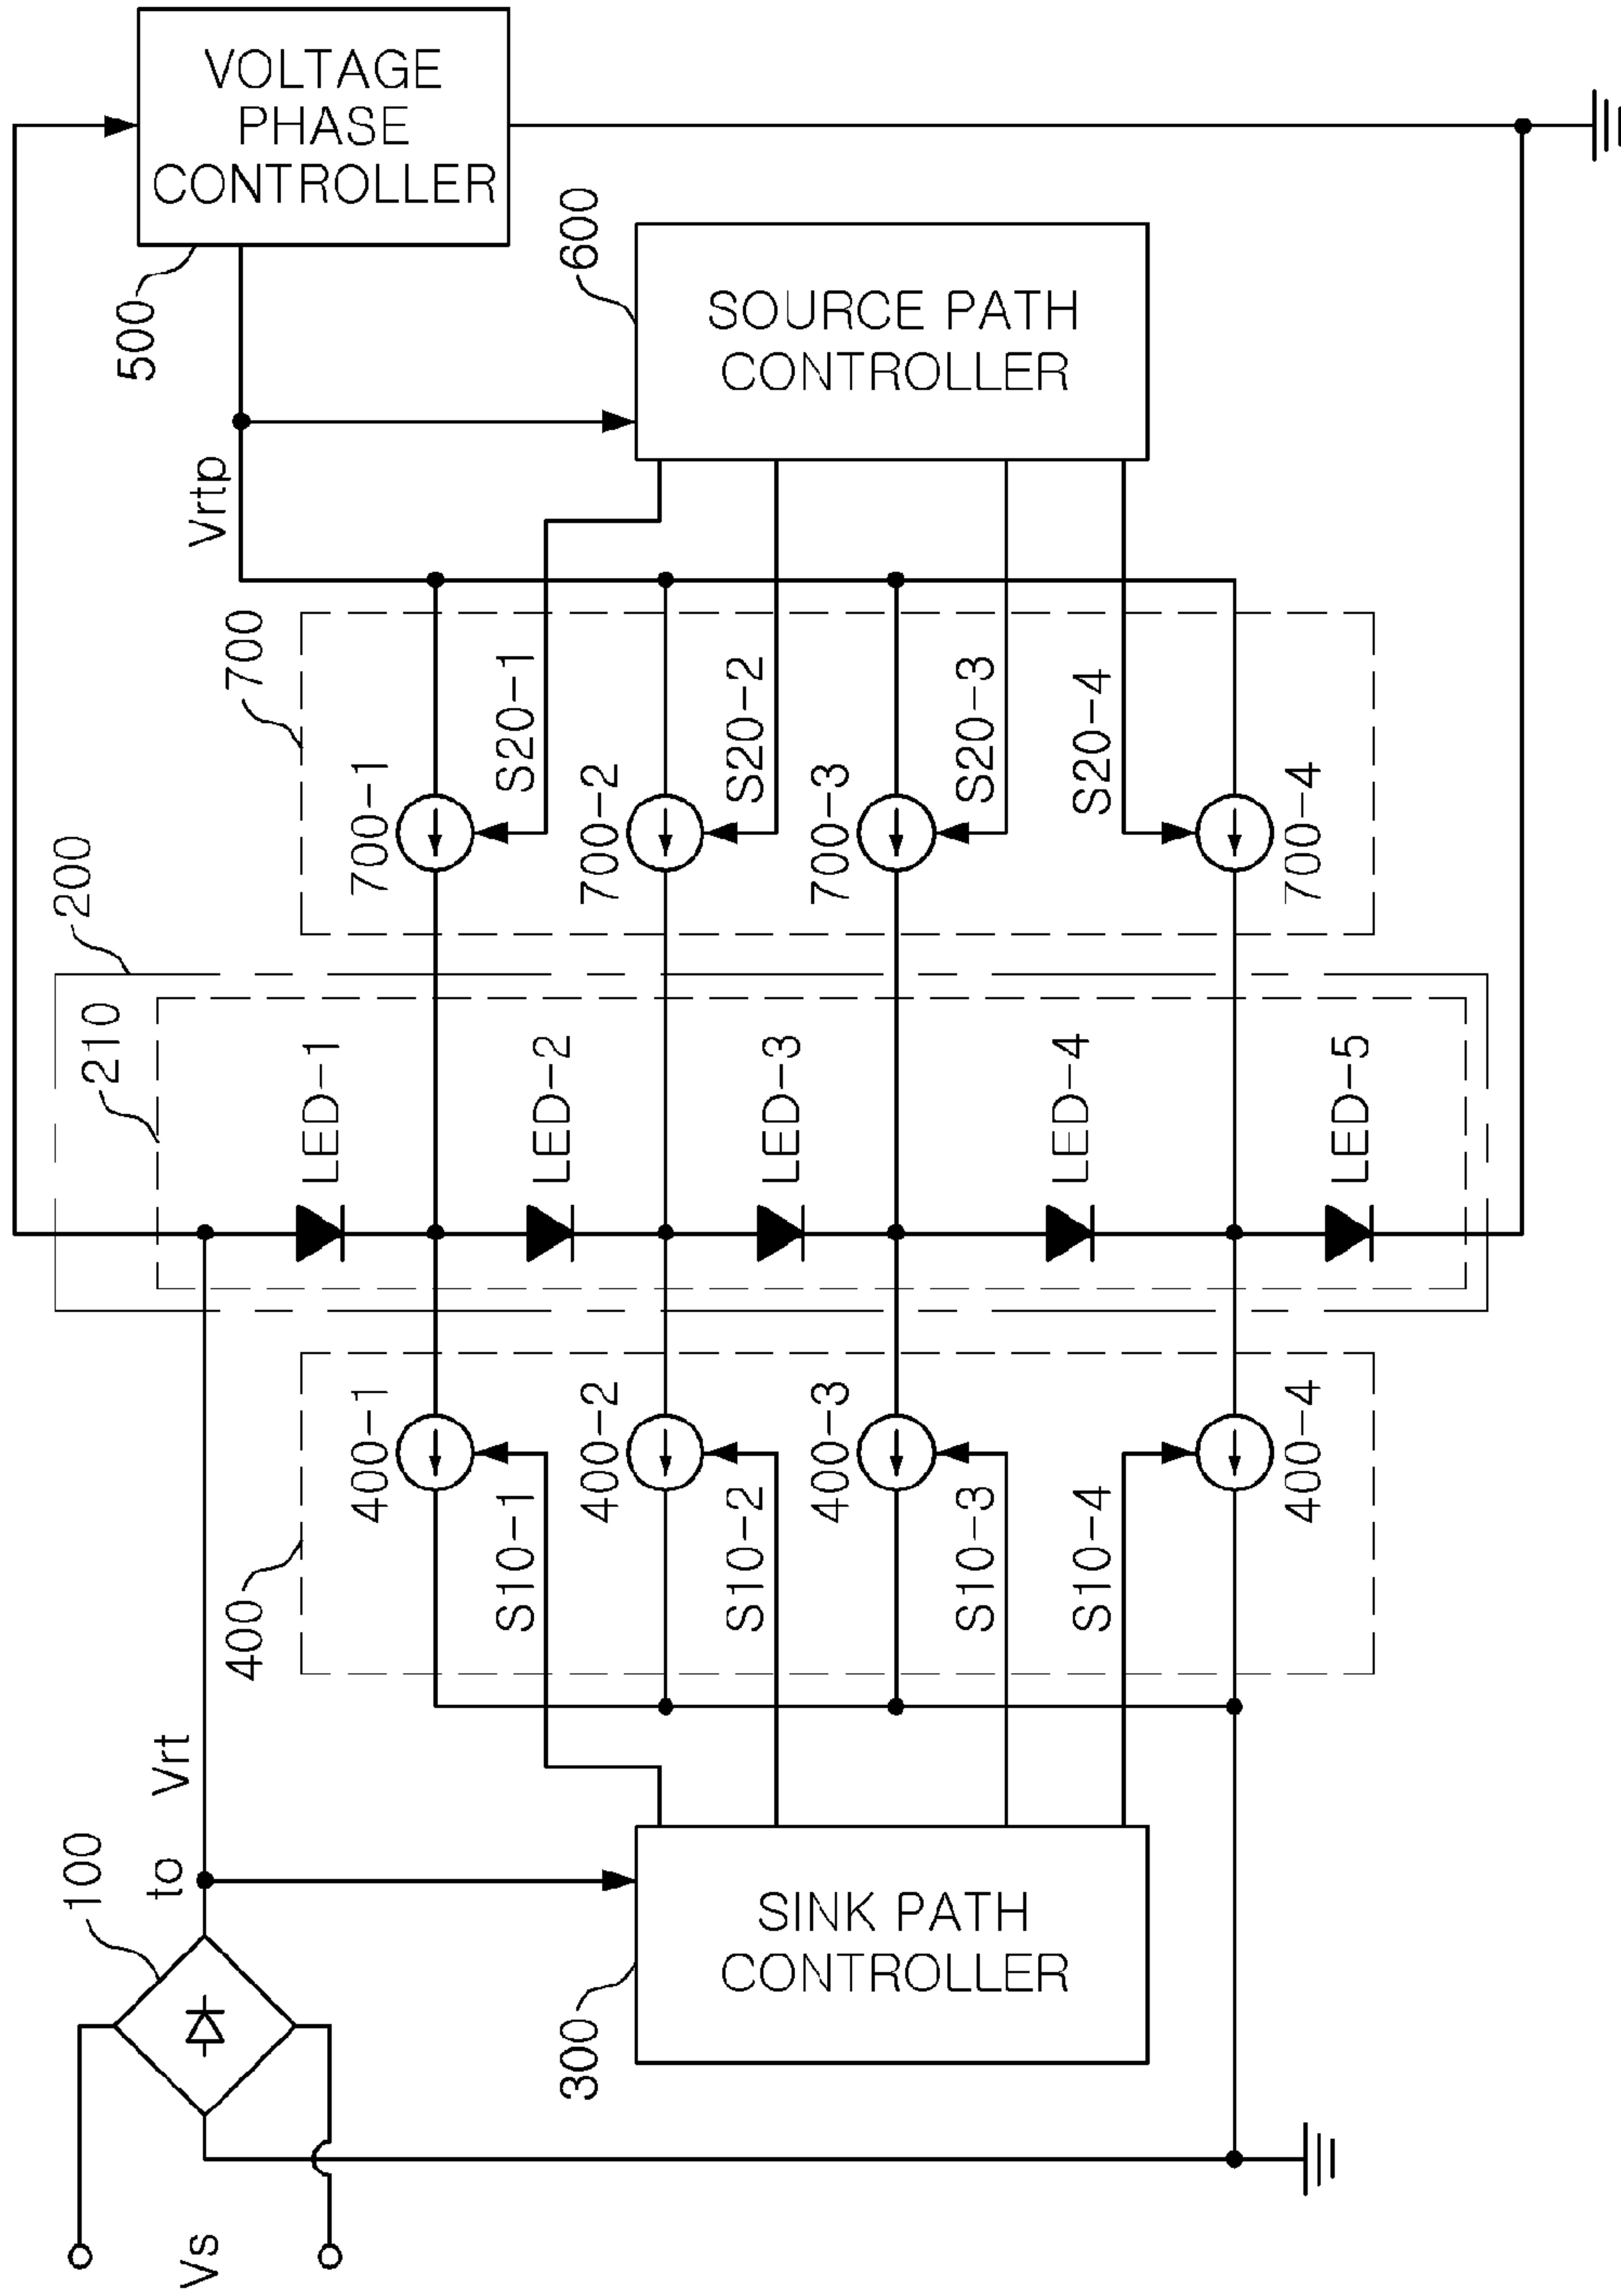 VOLTAGE
PHASE
CONTROLLER
500
600
SOURCE PATH
CONTROLLER
Vrtp
700
700-1
S20-1
700-2
S20-2
700-3
S20-3
S20-4
700-4
200
210
LED-1
LED-2
LED-3
LED-4
LED-5
400
400-1
S10-1
400-2
S10-2
400-3
S10-3
S10-4
400-4
Vrt
to
100
SINK PATH
CONTROLLER
300
Vs